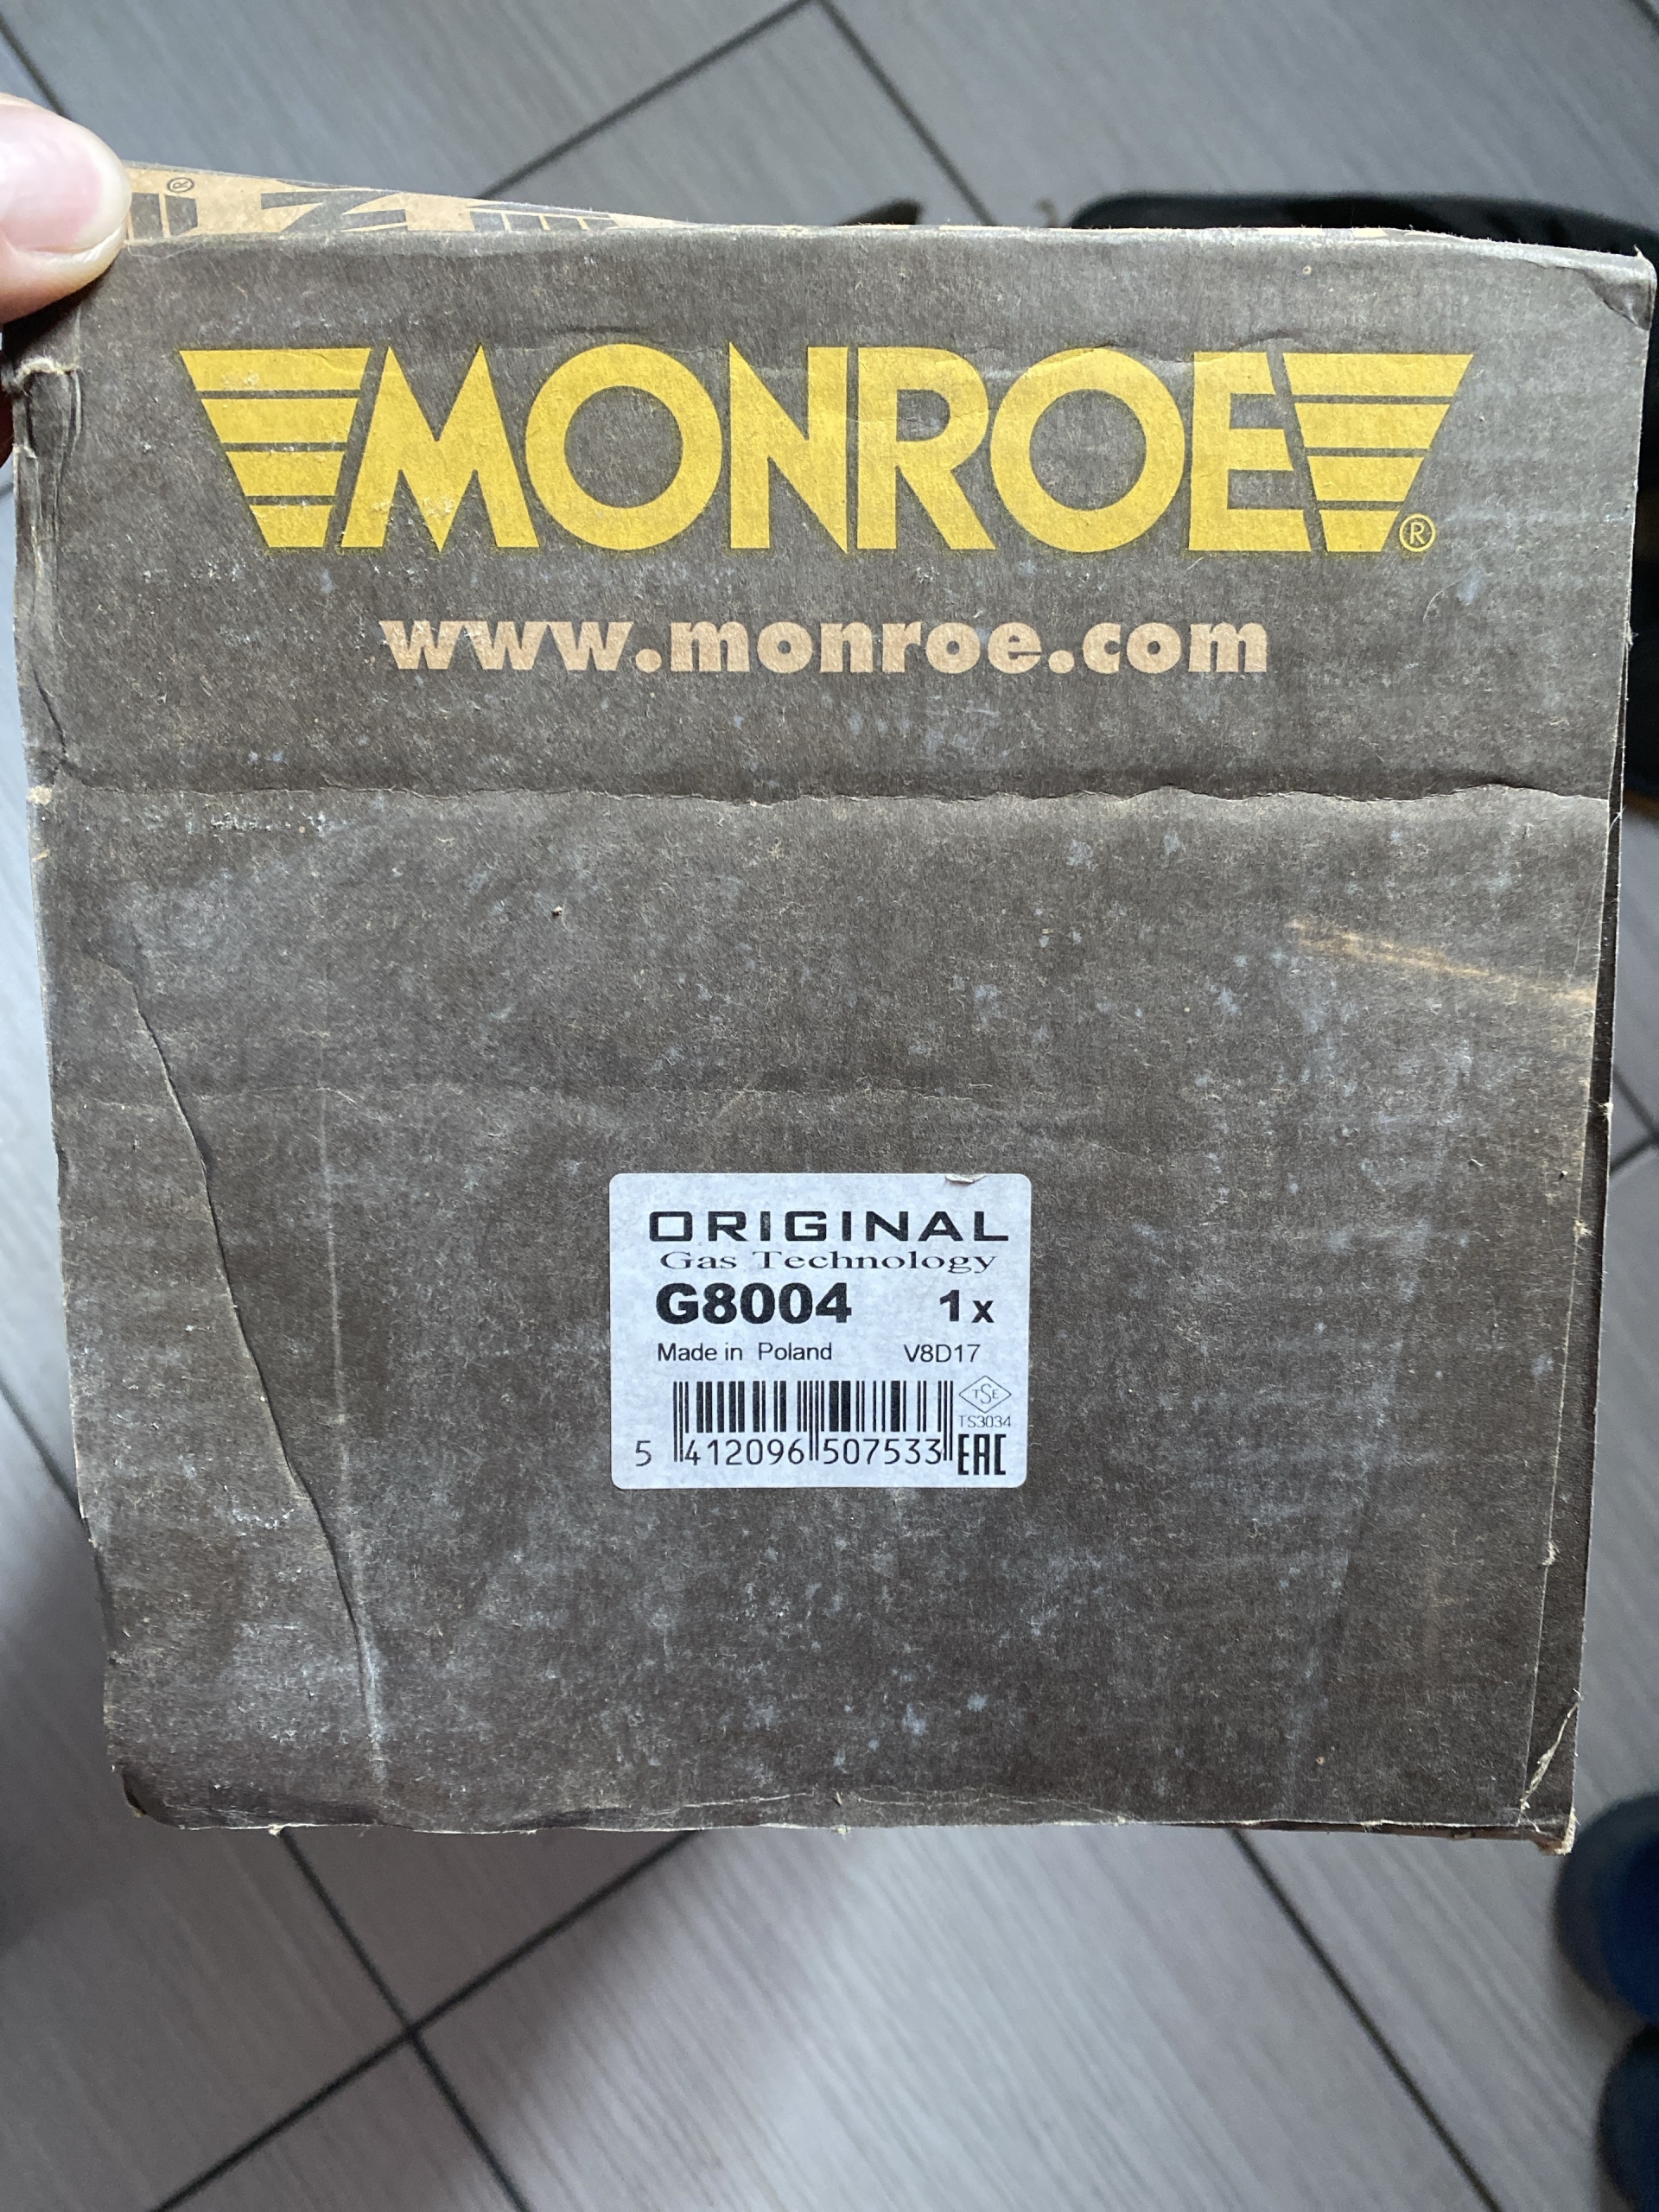 MONROE®
www.monroe.com
ORIGINAL
Gas Technology
G8004 1x
Made in Poland V8D17
TSE
TS3034
5 412096 507533
EAC